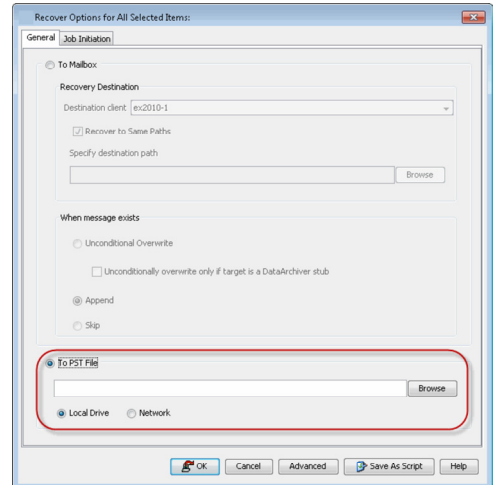 Recover Options for All Selected Items:
General Job Initiation
To Mailbox
Recovery Destination
Destination client ex2010-1
Recover to Same Paths
Specify destination path
Browse
When message exists
Unconditional Overwrite
Unconditionally overwrite only if target is a DataArchiver stub
Append
Skip
To PST File
Browse
Local Drive Network
OK Cancel Advanced Save As Script Help